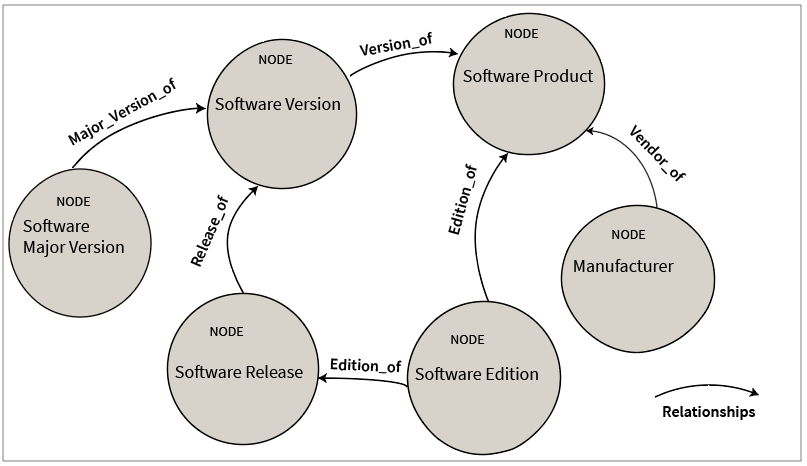 NODE
Software Product
Version_of
NODE
Software Version
Major_Version_of
Vendor_of
NODE
Software
Major Version
Release_of
Edition_of
NODE
Manufacturer
NODE
Software Release
Edition_of
NODE
Software Edition
Relationships